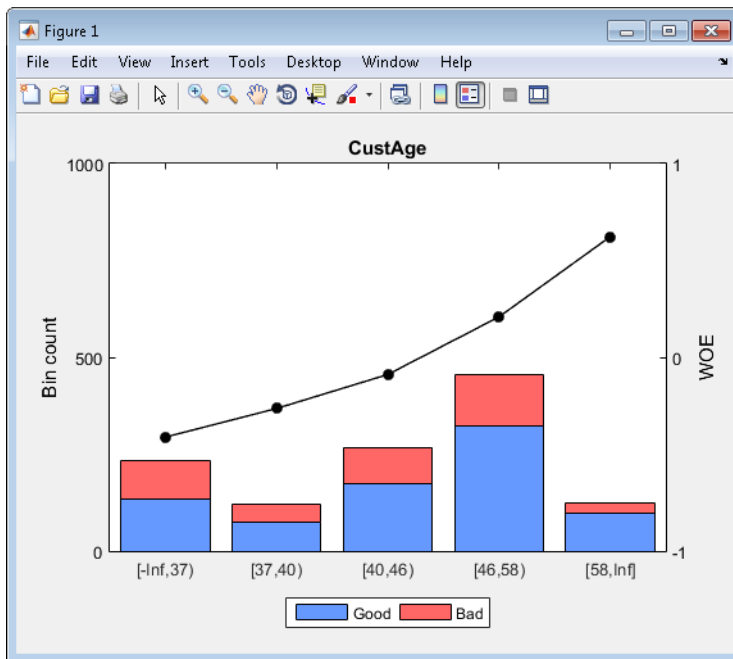 Figure 1
File Edit View Insert Tools Desktop Window Help
CustAge
1000
500
0
Bin count
1
0
-1
WOE
[-Inf,37) [37,40) [40,46) [46,58) [58,Inf]
Good Bad